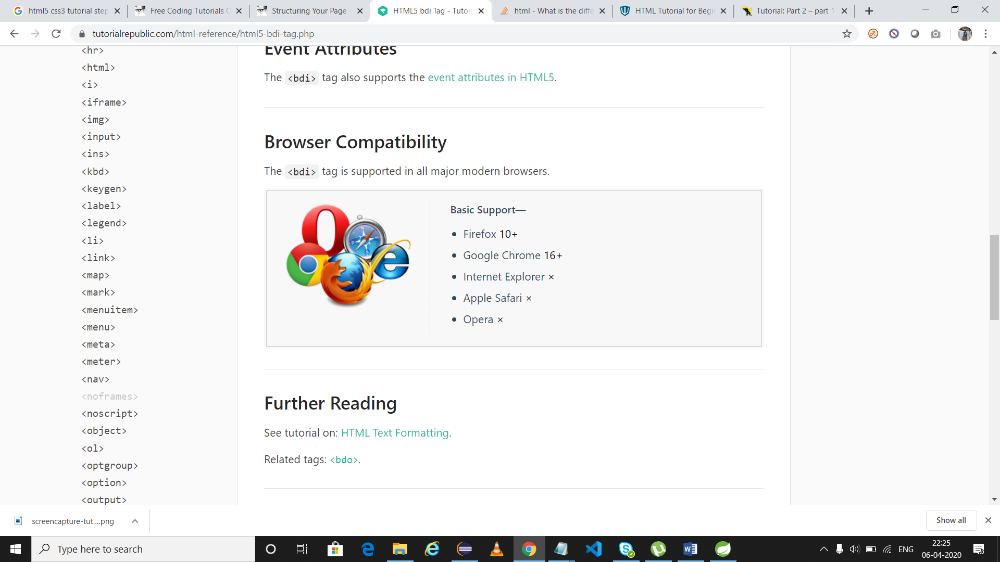 html5 css3 tutorial step
Free Coding Tutorials C
Structuring Your Page -
HTML5 bdi Tag - Tutori
html - What is the diffe
HTML Tutorial for Begi
Tutorial: Part 2 – part 1
tutorialrepublic.com/html-reference/html5-bdi-tag.php
<hr>
<html>
<i>
<iframe>
<img>
<input>
<ins>
<kbd>
<keygen>
<label>
<legend>
<li>
<link>
<map>
<mark>
<menuitem>
<menu>
<meta>
<meter>
<nav>
<noframes>
<noscript>
<object>
<ol>
<optgroup>
<option>
<output>
Event Attributes
The <bdi> tag also supports the event attributes in HTML5.
Browser Compatibility
The <bdi> tag is supported in all major modern browsers.
Basic Support—
Firefox 10+
Google Chrome 16+
Internet Explorer ×
Apple Safari ×
Opera ×
Further Reading
See tutorial on: HTML Text Formatting.
Related tags: <bdo>.
screencapture-tut....png
Show all
Type here to search
ENG
22:25
06-04-2020